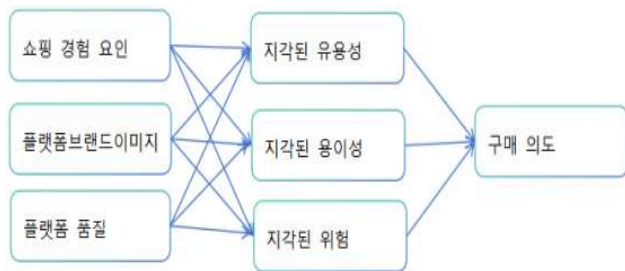 쇼핑 경험 요인
지각된 유용성
플랫폼브랜드이미지
지각된 용이성
구매 의도
플랫폼 품질
지각된 위험